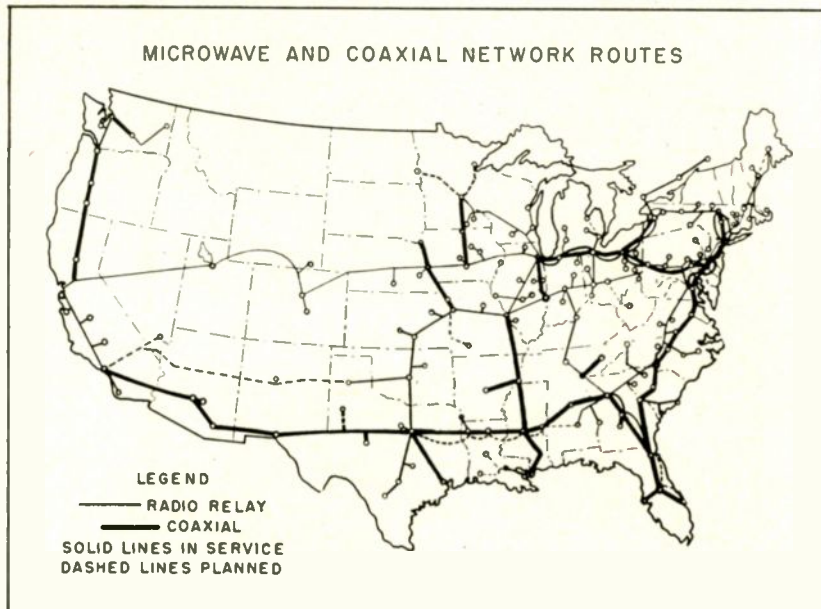 MICROWAVE AND COAXIAL NETWORK ROUTES
LEGEND
RADIO RELAY
COAXIAL
SOLID LINES IN SERVICE
DASHED LINES PLANNED